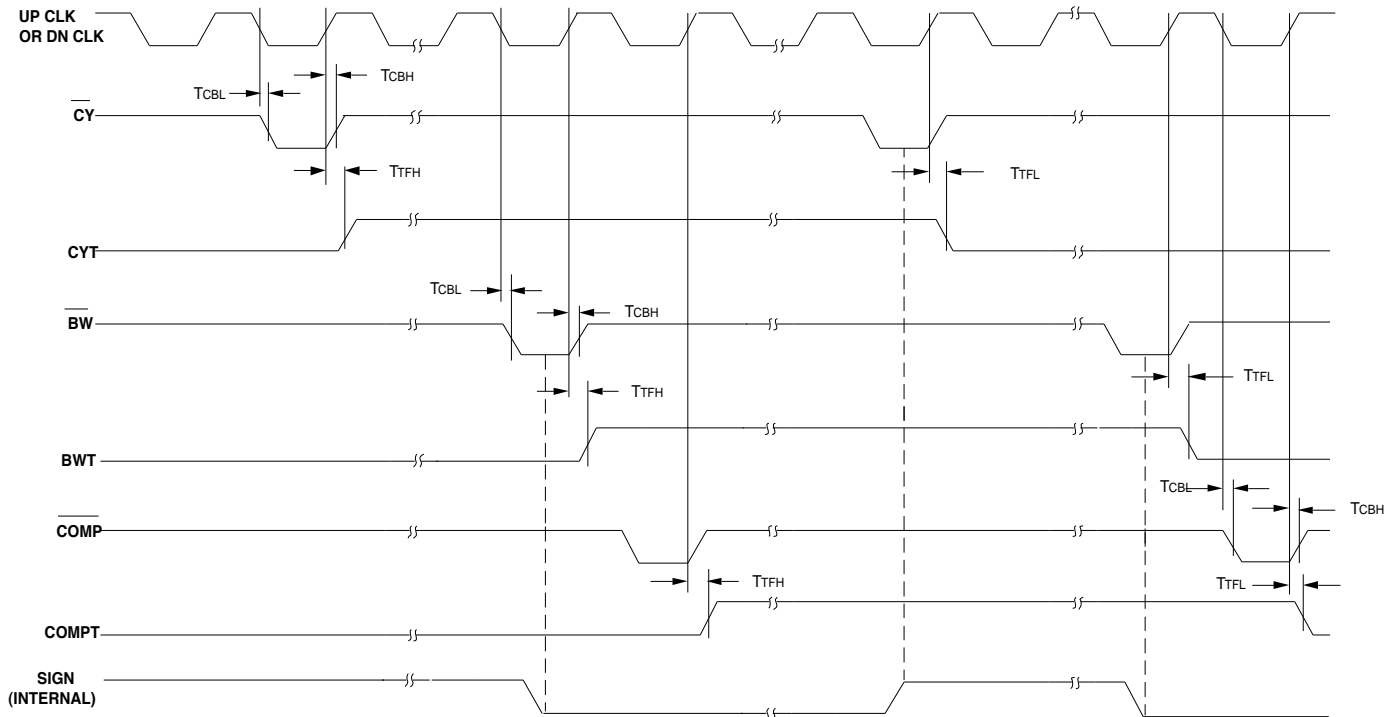 UP CLK
OR DN CLK
TCBH
TCBL
CY
TTFH
TTFL
CYT
TCBL
TCBH
BW
TTFL
TTFH
BWT
TCBL
TCBH
COMP
TTFH
TTFL
COMPT
SIGN
(INTERNAL)